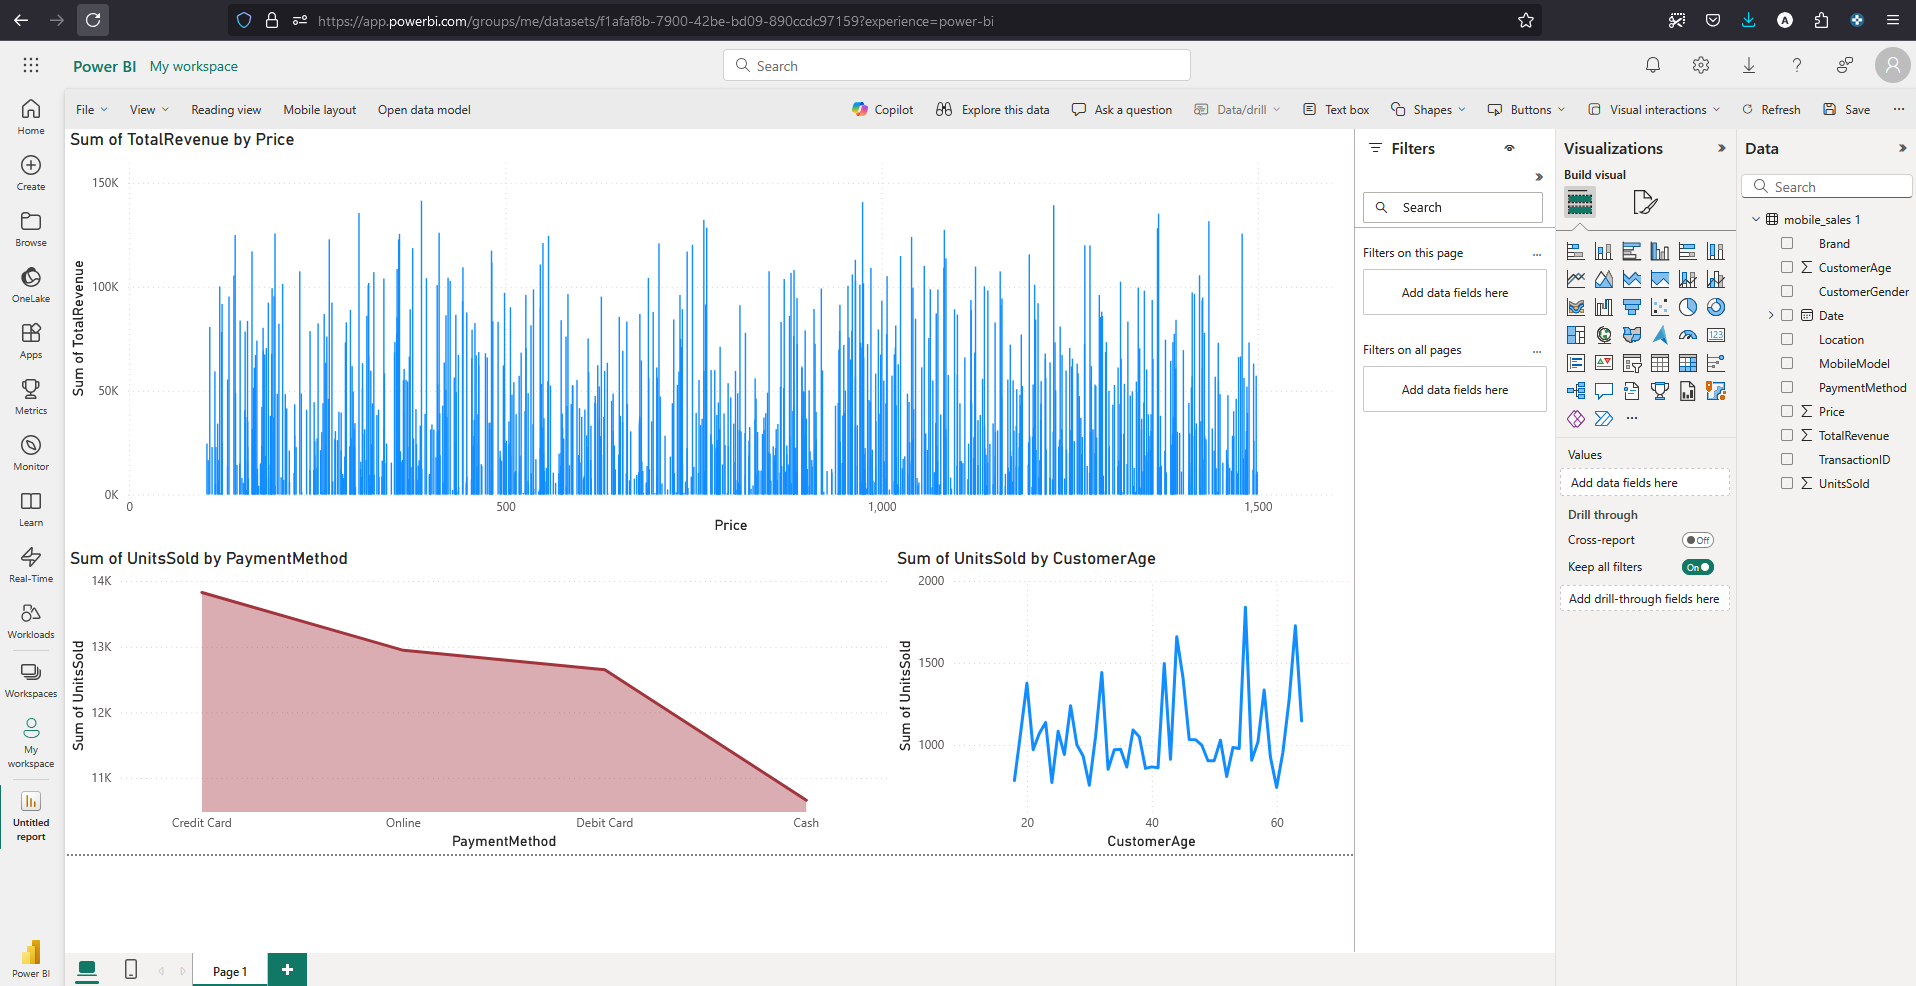 https://app.powerbi.com/groups/me/datasets/f1afaf8b-7900-42be-bd09-890ccdc97159?experience=power-bi
Power BI My workspace
Search
Home
Create
Browse
OneLake
Apps
Metrics
Monitor
Learn
Real-Time
Workloads
Workspaces
My
workspace
Untitled
report
Power BI
File View Reading view Mobile layout Open data model
Copilot Explore this data Ask a question Data/drill Text box Shapes Buttons Visual interactions Refresh Save
Sum of TotalRevenue by Price
Sum of TotalRevenue
150K
100K
50K
0K
0 500 1,000 1,500
Price
Sum of UnitsSold by PaymentMethod
Sum of UnitsSold
14K
13K
12K
11K
Credit Card Online Debit Card Cash
PaymentMethod
Sum of UnitsSold by CustomerAge
Sum of UnitsSold
2000
1500
1000
20 40 60
CustomerAge
Page 1
Filters
Search
Filters on this page
Add data fields here
Filters on all pages
Add data fields here
Visualizations
Build visual
123
Values
Add data fields here
Drill through
Cross-report Off
Keep all filters On
Add drill-through fields here
Data
Search
mobile_sales 1
Brand
CustomerAge
CustomerGender
Date
Location
MobileModel
PaymentMethod
Price
TotalRevenue
TransactionID
UnitsSold